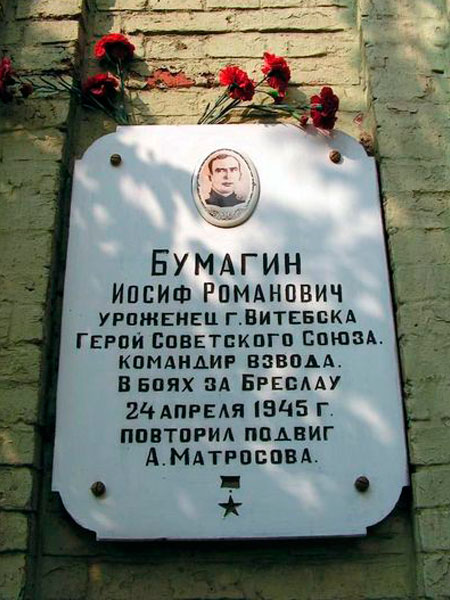 БУМАГИН
ИОСИФ РОМАНОВИЧ
УРОЖЕНЕЦ Г. ВИТЕБСКА
ГЕРОЙ СОВЕТСКОГО СОЮЗА.
КОМАНДИР ВЗВОДА.
В БОЯХ ЗА БРЕСЛАУ
24 АПРЕЛЯ 1945 Г.
ПОВТОРИЛ ПОДВИГ
А. МАТРОСОВА.